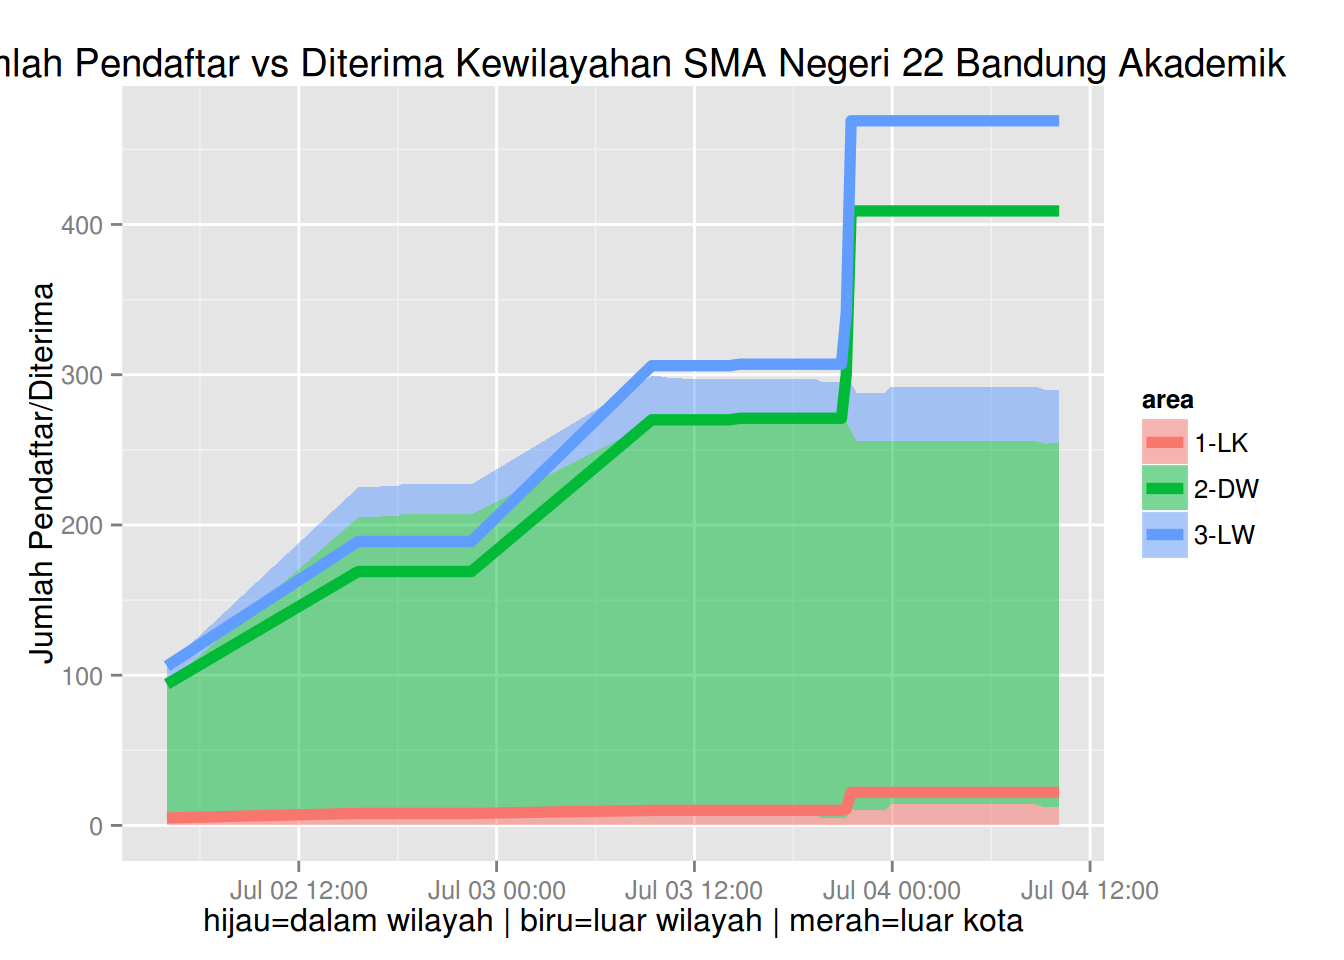 mlah Pendaftar vs Diterima Kewilayahan SMA Negeri 22 Bandung Akademik
Jumlah Pendaftar/Diterima
400
300
200
100
0
Jul 02 12:00
Jul 03 00:00
Jul 03 12:00
Jul 04 00:00
Jul 04 12:00
hijau=dalam wilayah | biru=luar wilayah | merah=luar kota
area
1-LK
2-DW
3-LW